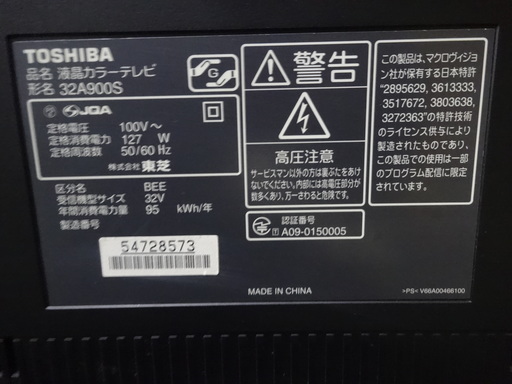 TOSHIBA
品名 液晶カラーテレビ
形名 32A900S
JQA
定格電圧 100V〜
定格消費電力 127 W
定格周波数 50/60 Hz
株式会社 東芝
区分名 BEE
受信機型サイズ 32V
年間消費電力量 95 kWh/年
製造番号
54728573
警告
高圧注意
サービスマン以外の方は裏ぶたをあけ
ないでください。内部には高電圧部分が
数多くあり、万一さわると危険です。
認証番号
T A09-0150005
MADE IN CHINA
この製品は、マクロヴィジョ
ン社が保有する日本特許
"2895629, 3613333,
3517672, 3803638,
3272363"の特許技術
のライセンス供与により
製造されたものであり、こ
の製品での使用は一部
のプログラム配信に限定
されています。
>PS< V66A00466100